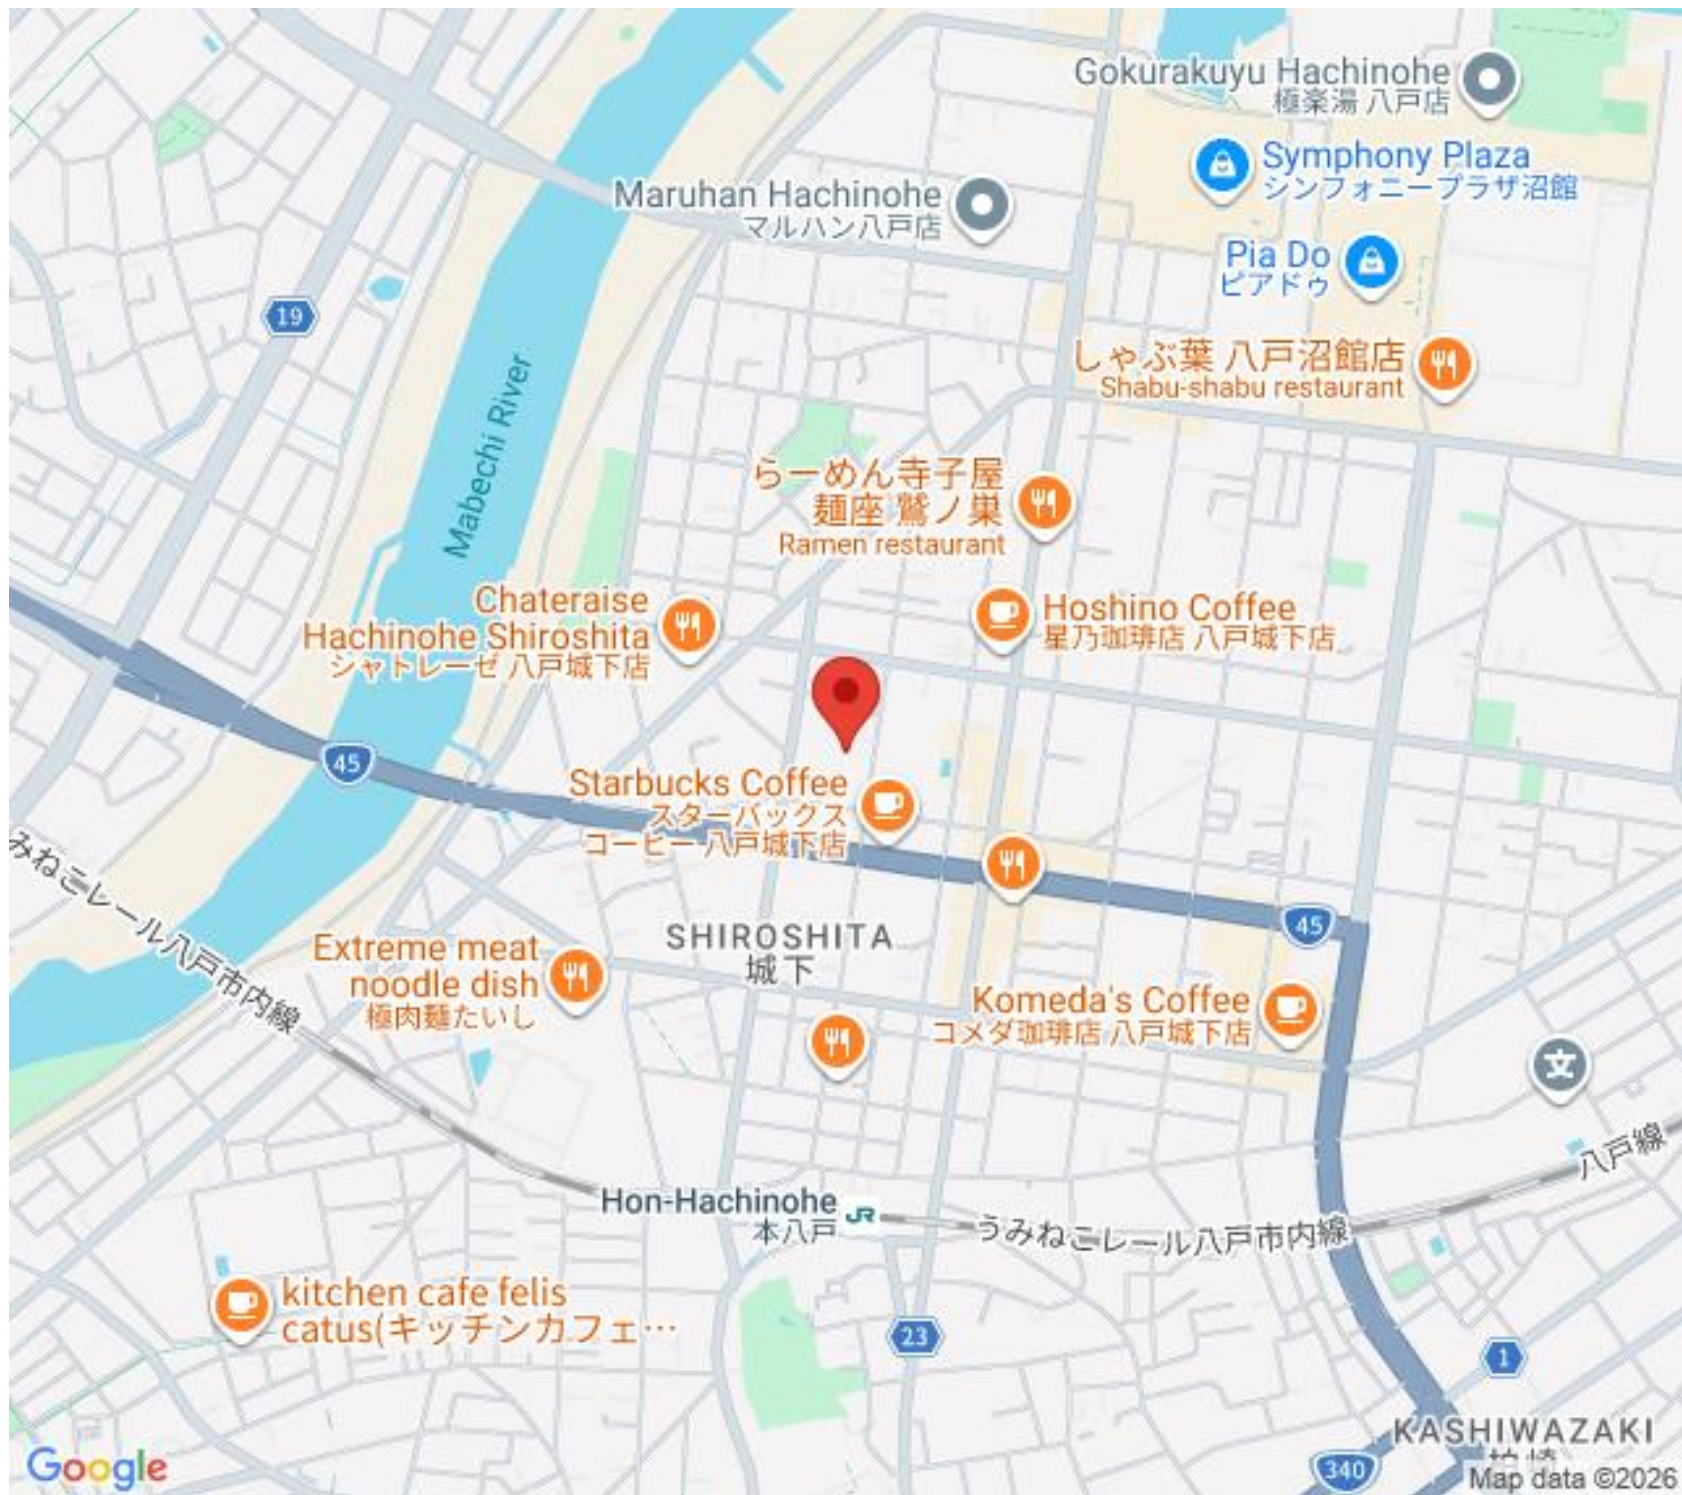 Gokurakuyu Hachinohe
極楽湯 八戸店
Symphony Plaza
シンフォニープラザ沼館
Maruhan Hachinohe
マルハン八戸店
Pia Do
ピアドゥ
19
しゃぶ葉 八戸沼館店
Shabu-shabu restaurant
Mabechi River
らーめん寺子屋
麺座 鷲ノ巣
Ramen restaurant
Chateraise
Hachinohe Shiroshita
シャトレーゼ 八戸城下店
Hoshino Coffee
星乃珈琲店 八戸城下店
45
Starbucks Coffee
スターバックス
コーヒー 八戸城下店
45
みねこレール八戸市内線
SHIROSHITA
城下
Extreme meat
noodle dish
極肉麺たいし
Komeda's Coffee
コメダ珈琲店 八戸城下店
文
八戸線
Hon-Hachinohe
本八戸
JR
うみねこレール八戸市内線
kitchen cafe felis
catus(キッチンカフェ…
23
1
KASHIWAZAKI
柏崎
340
Google
Map data ©2026